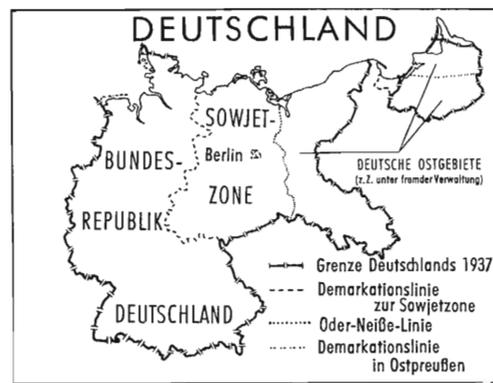 DEUTSCHLAND
SOWJET-
Berlin
ZONE
BUNDES-
REPUBLIK
DEUTSCHLAND
DEUTSCHE OSTGEBIETE
(z.Z. unter fremder Verwaltung)
Grenze Deutschlands 1937
Demarkationslinie
zur Sowjetzone
Oder-Neiße-Linie
Demarkationslinie
in Ostpreußen